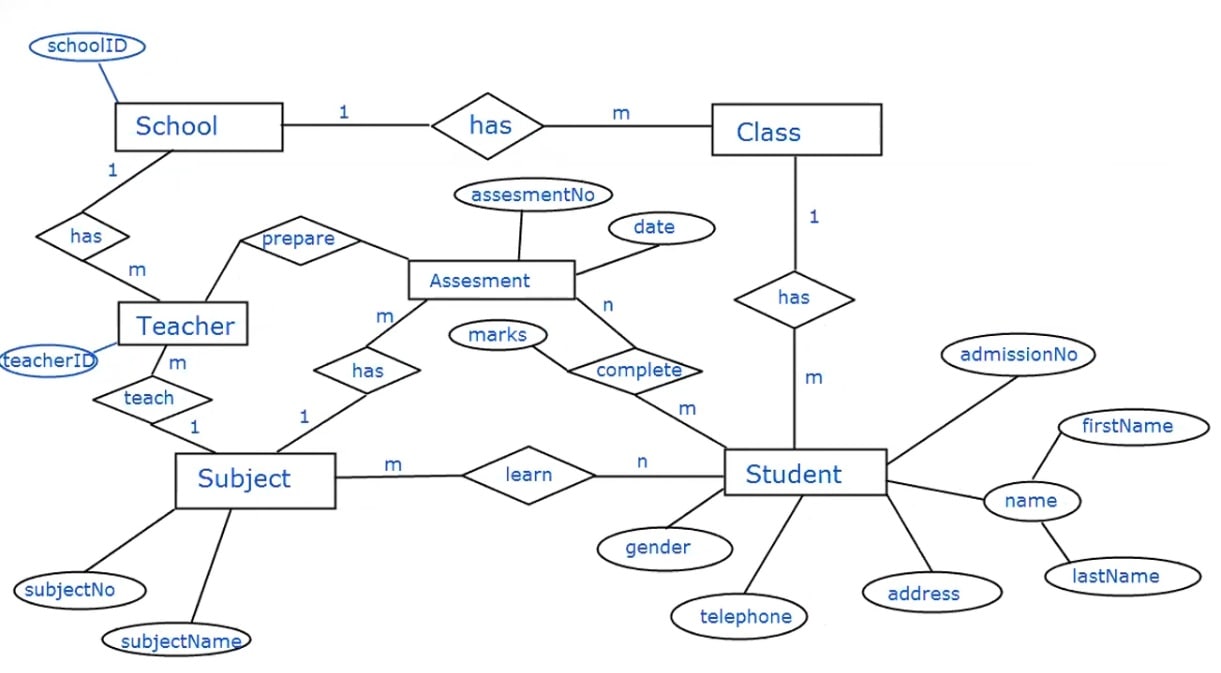 schoolID
School
1
has
m
Class
1
has
m
prepare
assesmentNo
date
Assesment
1
has
m
Teacher
teacherID
m
teach
1
m
has
1
marks
n
complete
m
admissionNo
firstName
name
lastName
Subject
m
learn
n
Student
gender
telephone
address
subjectNo
subjectName